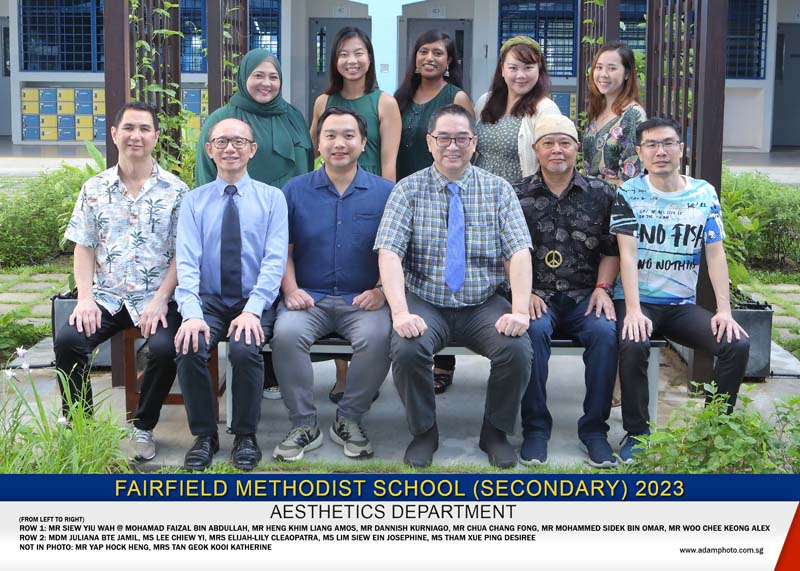 NO FISH
NO NOTHIN
FAIRFIELD METHODIST SCHOOL (SECONDARY) 2023
AESTHETICS DEPARTMENT
(FROM LEFT TO RIGHT)
ROW 1: MR SIEW YIU WAH @ MOHAMAD FAIZAL BIN ABDULLAH, MR HENG KHIM LIANG AMOS, MR DANNISH KURNIAGO, MR CHUA CHANG FONG, MR MOHAMMED SIDEK BIN OMAR, MR WOO CHEE KEONG ALEX
ROW 2: MDM JULIANA BTE JAMIL, MS LEE CHIEW YI, MRS ELIJAH-LILY CLEAOPATRA, MS LIM SIEW EIN JOSEPHINE, MS THAM XUE PING DESIREE
NOT IN PHOTO: MR YAP HOCK HENG, MRS TAN GEOK KOOI KATHERINE
www.adamphoto.com.sg